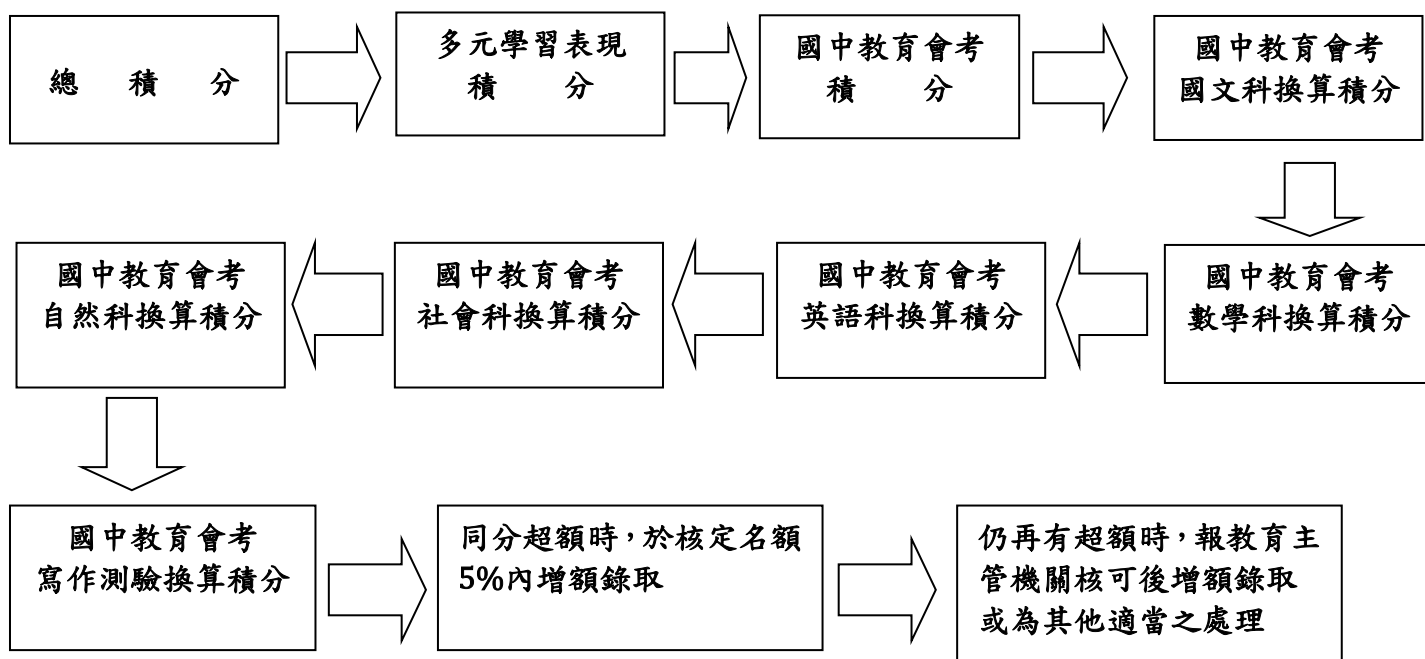 總 積 分
多元學習表現
積 分
國中教育會考
積 分
國中教育會考
國文科換算積分
國中教育會考
數學科換算積分
國中教育會考
英語科換算積分
國中教育會考
社會科換算積分
國中教育會考
自然科換算積分
國中教育會考
寫作測驗換算積分
同分超額時,於核定名額
5%內增額錄取
仍再有超額時,報教育主
管機關核可後增額錄取
或為其他適當之處理